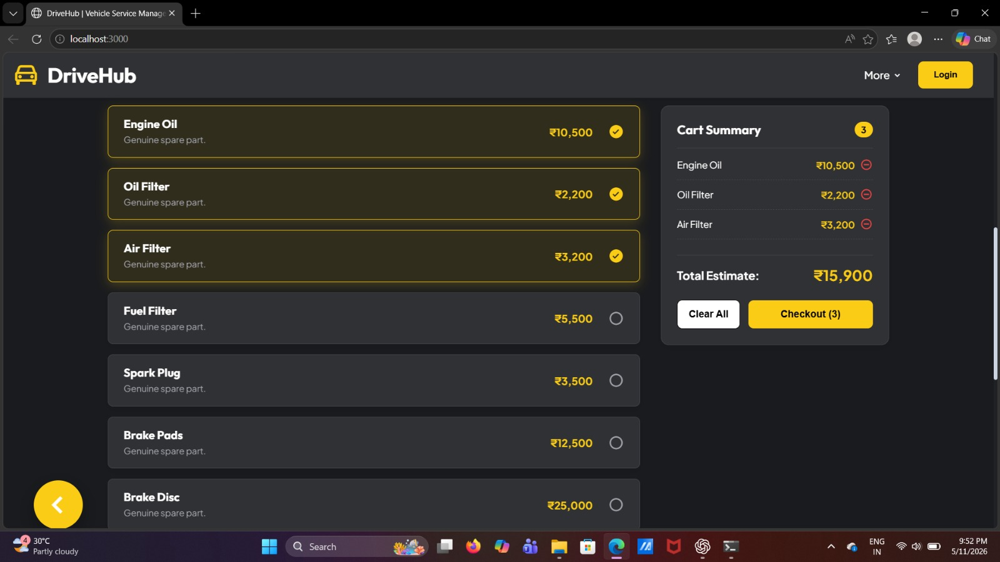 DriveHub | Vehicle Service Manage
localhost:3000
Chat
DriveHub
More
Login
Engine Oil
Genuine spare part.
₹10,500
Oil Filter
Genuine spare part.
₹2,200
Air Filter
Genuine spare part.
₹3,200
Fuel Filter
Genuine spare part.
₹5,500
Spark Plug
Genuine spare part.
₹3,500
Brake Pads
Genuine spare part.
₹12,500
Brake Disc
Genuine spare part.
₹25,000
Cart Summary
3
Engine Oil ₹10,500
Oil Filter ₹2,200
Air Filter ₹3,200
Total Estimate: ₹15,900
Clear All
Checkout (3)
4
30°C
Partly cloudy
Search
ENG
IN
9:52 PM
5/11/2026